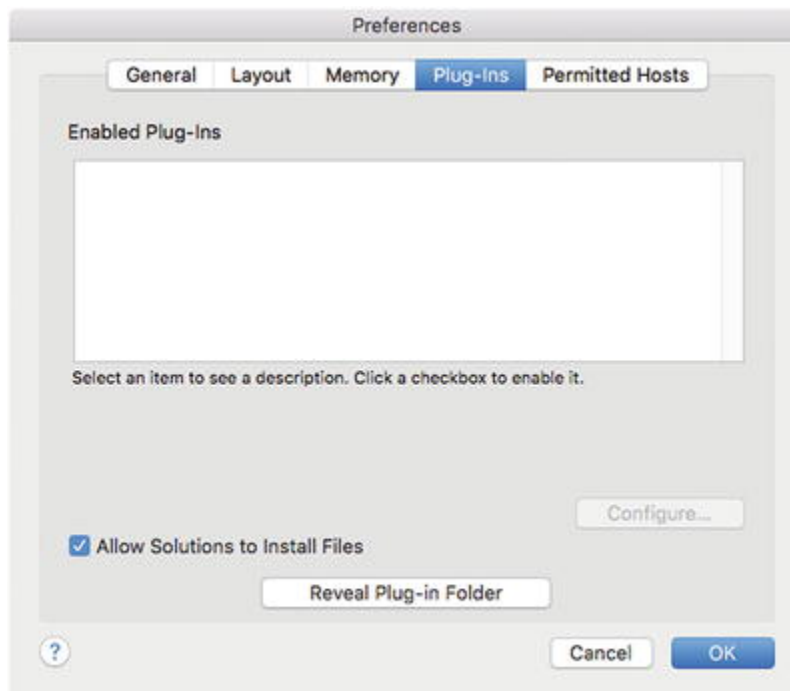 Preferences
General Layout Memory Plug-Ins Permitted Hosts
Enabled Plug-Ins
Select an item to see a description. Click a checkbox to enable it.
Configure...
Allow Solutions to Install Files
Reveal Plug-in Folder
? Cancel OK